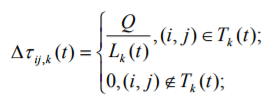 Δτ_{ij,k}(t) = { Q / L_k(t), (i, j) ∈ T_k(t);
0, (i, j) ∉ T_k(t);